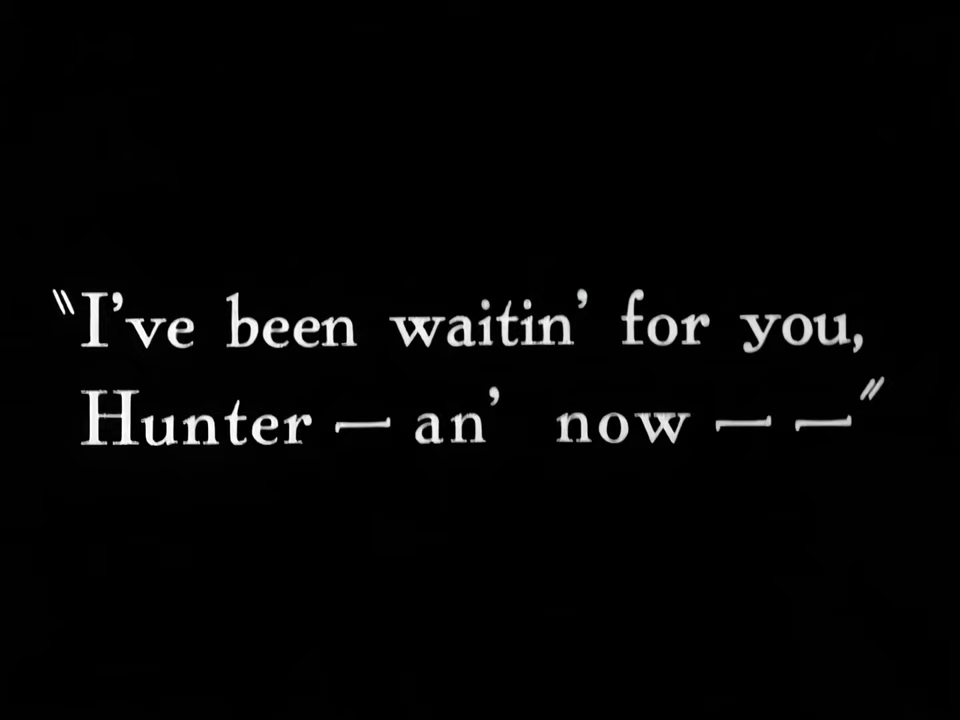 "I've been waitin' for you,
Hunter — an' now — —"